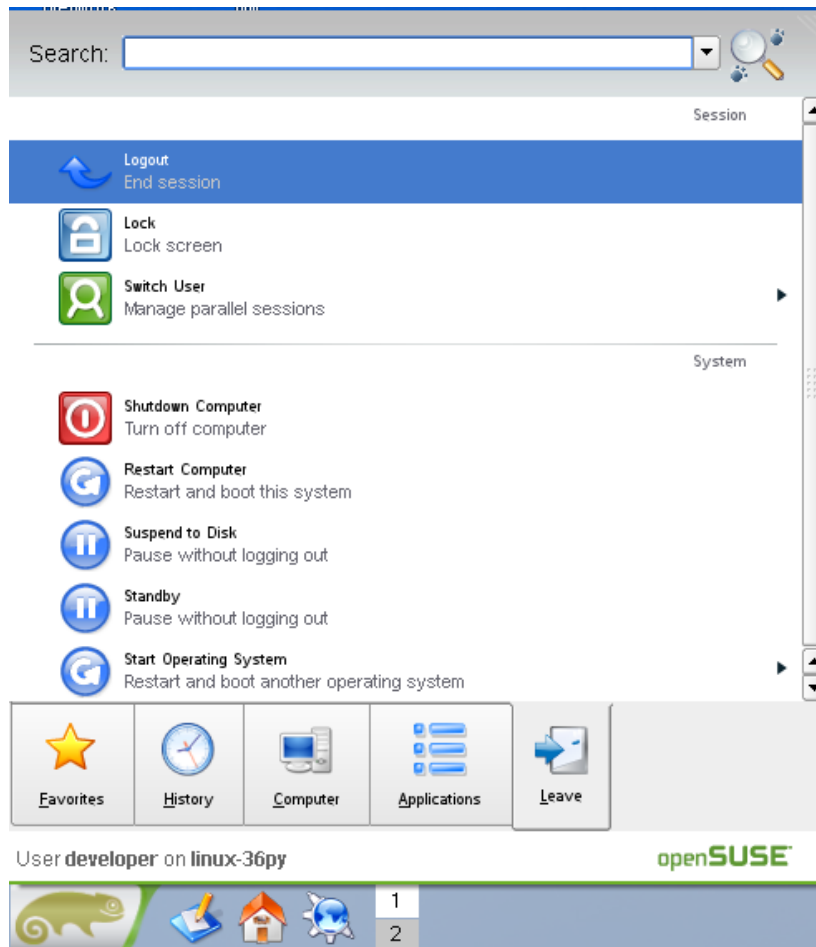 Search:
Session
Logout
End session
Lock
Lock screen
Switch User
Manage parallel sessions
System
Shutdown Computer
Turn off computer
Restart Computer
Restart and boot this system
Suspend to Disk
Pause without logging out
Standby
Pause without logging out
Start Operating System
Restart and boot another operating system
Favorites History Computer Applications Leave
User developer on linux-36py openSUSE
1
2